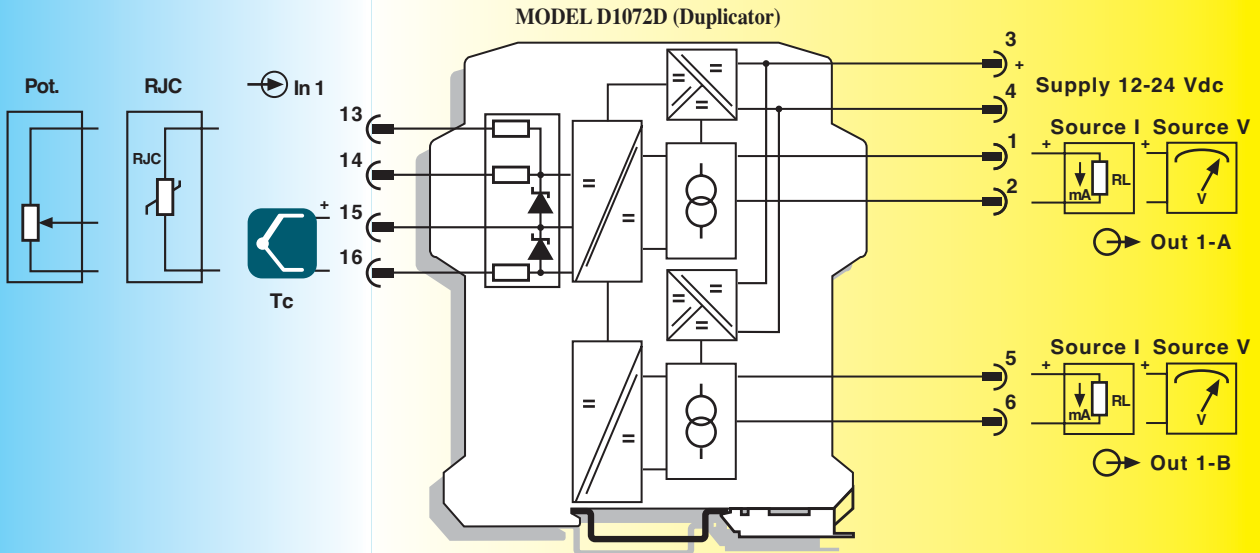 MODEL D1072D (Duplicator)
Pot.
RJC
In 1
RJC
+
Tc
13
14
15
16
3
+
4
Supply 12-24 Vdc
1
2
Source I Source V
+
mA
RL
+
V
Out 1-A
5
6
Source I Source V
+
mA
RL
+
V
Out 1-B